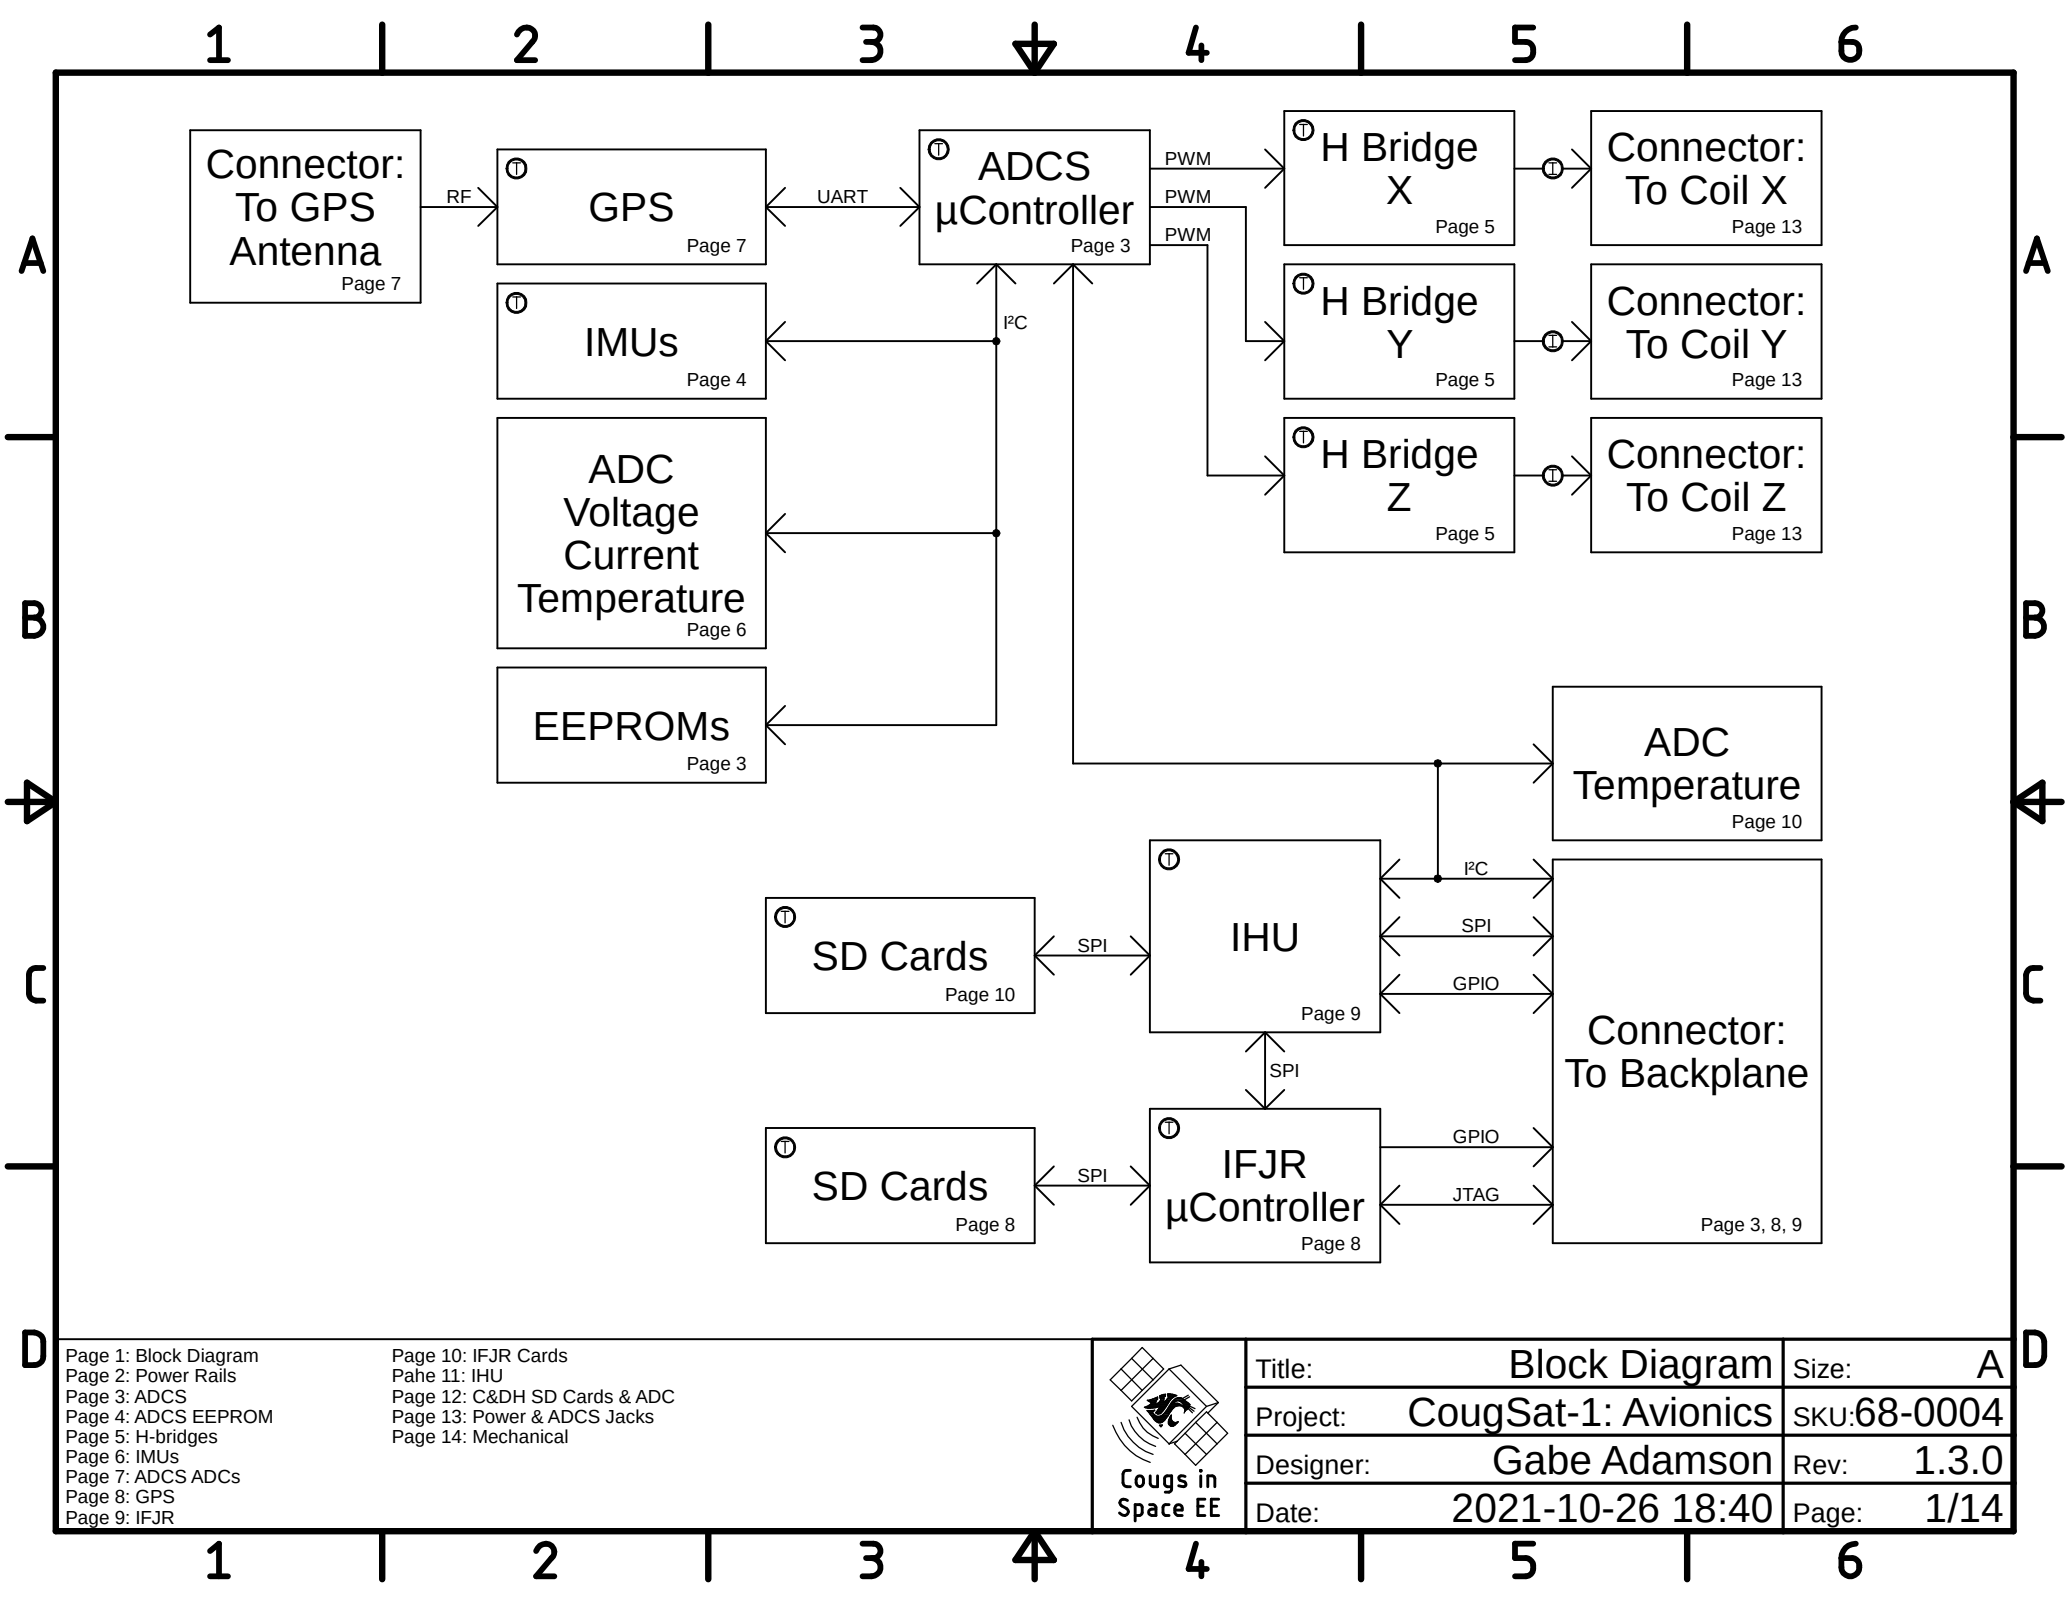 1 2 3 4 5 6
A
A
B
B
C
C
D
D
Connector:
To GPS
Antenna
Page 7
RF
T
GPS
Page 7
UART
T
ADCS
µController
Page 3
PWM
PWM
PWM
T
H Bridge
X
Page 5
I
Connector:
To Coil X
Page 13
T
IMUs
Page 4
I²C
T
H Bridge
Y
Page 5
I
Connector:
To Coil Y
Page 13
ADC
Voltage
Current
Temperature
Page 6
T
H Bridge
Z
Page 5
I
Connector:
To Coil Z
Page 13
EEPROMs
Page 3
ADC
Temperature
Page 10
T
SD Cards
Page 10
SPI
T
IHU
Page 9
I²C
SPI
GPIO
Connector:
To Backplane
Page 3, 8, 9
SPI
T
SD Cards
Page 8
SPI
T
IFJR
µController
Page 8
GPIO
JTAG
Page 1: Block Diagram
Page 2: Power Rails
Page 3: ADCS
Page 4: ADCS EEPROM
Page 5: H-bridges
Page 6: IMUs
Page 7: ADCS ADCs
Page 8: GPS
Page 9: IFJR
Page 10: IFJR Cards
Pahe 11: IHU
Page 12: C&DH SD Cards & ADC
Page 13: Power & ADCS Jacks
Page 14: Mechanical
Cougs in
Space EE
Title: Block Diagram
Size: A
Project: CougSat-1: Avionics
SKU:68-0004
Designer: Gabe Adamson
Rev: 1.3.0
Date: 2021-10-26 18:40
Page: 1/14
1 2 3 4 5 6